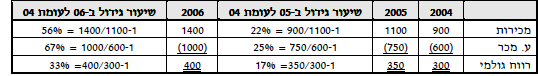 2004 2005 שיעור גידול ב-05 לעומת 04 2006 שיעור גידול ב-06 לעומת 04
מכירות 900 1100 22% = 900/1100-1 1400 56% = 1400/1100-1
ע. מכר (600) (750) 25% = 750/600-1 (1000) 67% = 1000/600-1
רווח גולמי 300 350 17% =350/300-1 400 33% =400/300-1